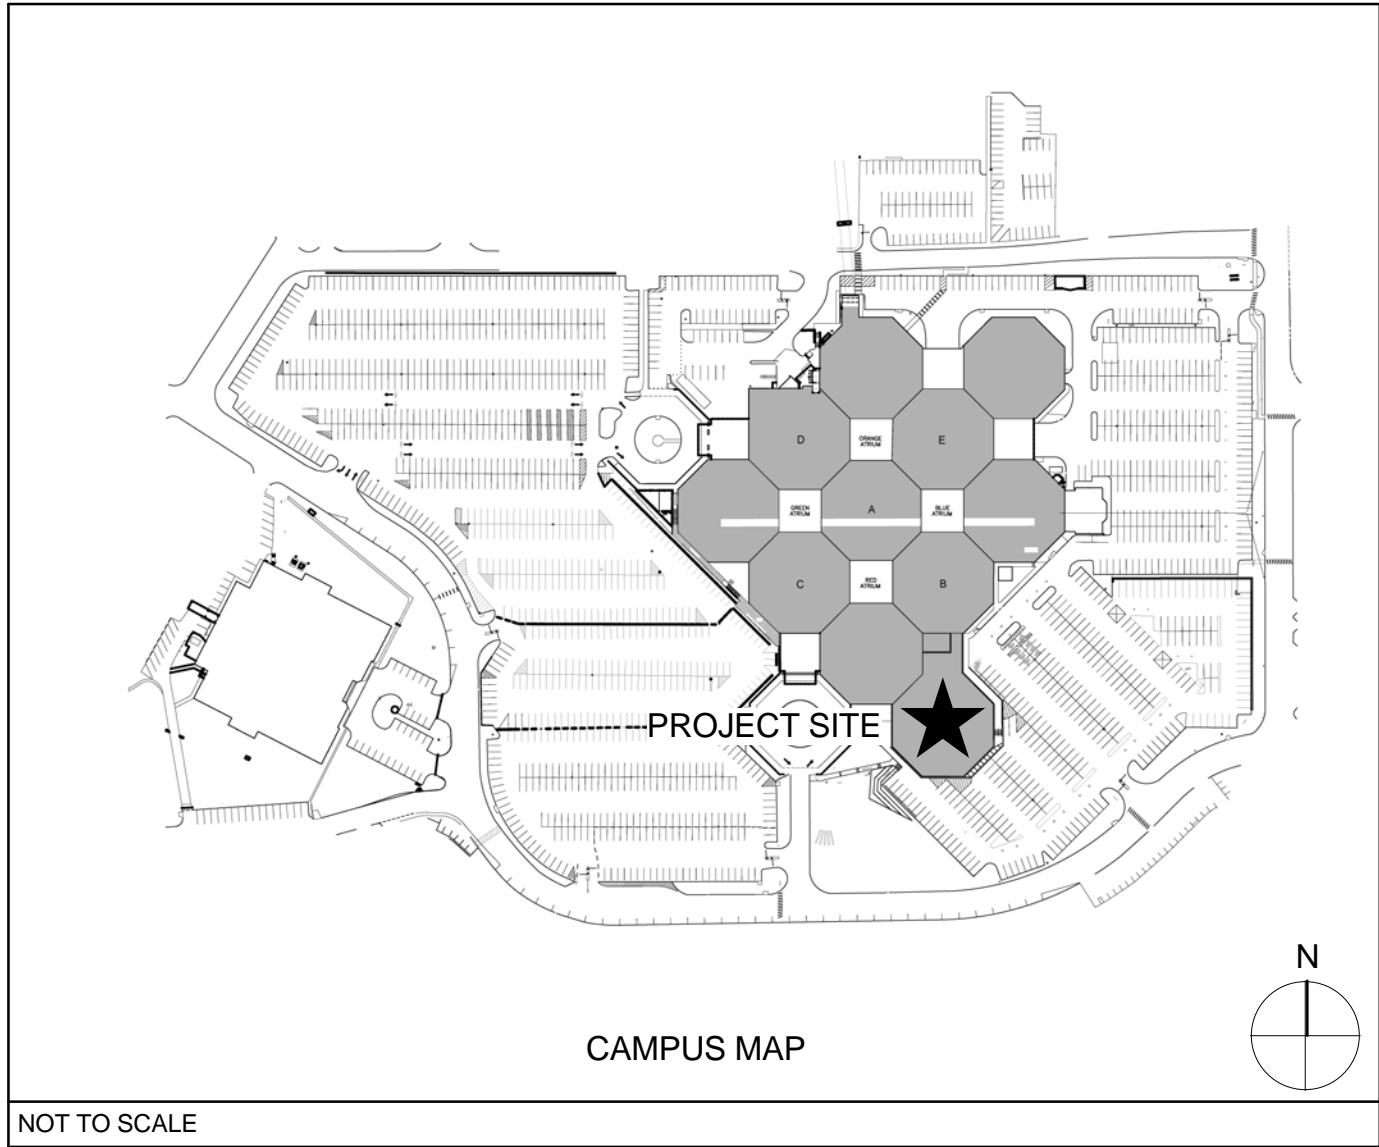 D
ORANGE
ATRIUM
E
GREEN
ATRIUM
A
BLUE
ATRIUM
C
RED
ATRIUM
B
PROJECT SITE
N
CAMPUS MAP
NOT TO SCALE